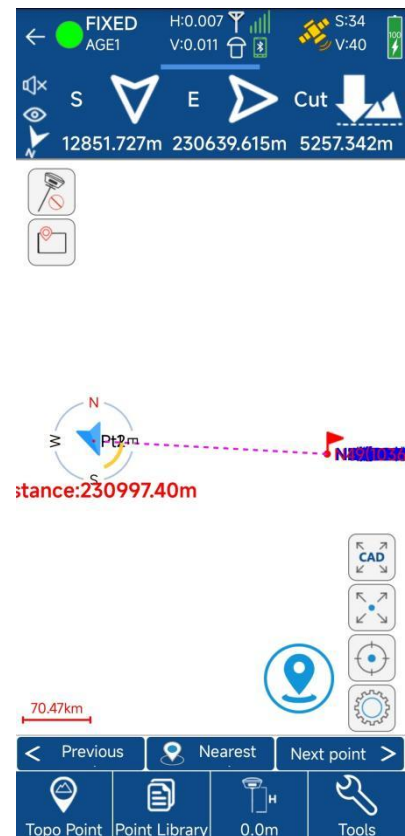 FIXED H:0.007 S:34
AGE1 V:0.011 V:40
100
S E Cut
N
12851.727m 230639.615m 5257.342m
N
W
S
stance:230997.40m
CAD
70.47km
< Previous Nearest Next point >
H
Topo Point Point Library 0.0m Tools